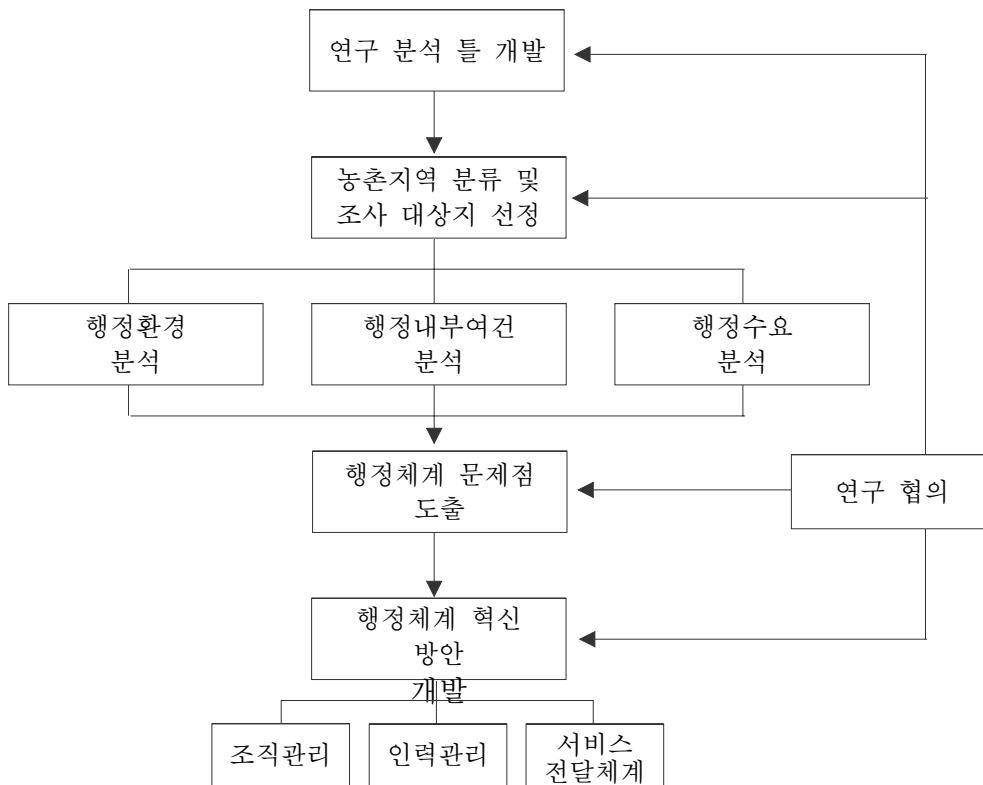 연구 분석 틀 개발
농촌지역 분류 및
조사 대상지 선정
행정환경
분석
행정내부여건
분석
행정수요
분석
행정체계 문제점
도출
연구 협의
행정체계 혁신
방안
개발
조직관리
인력관리
서비스
전달체계